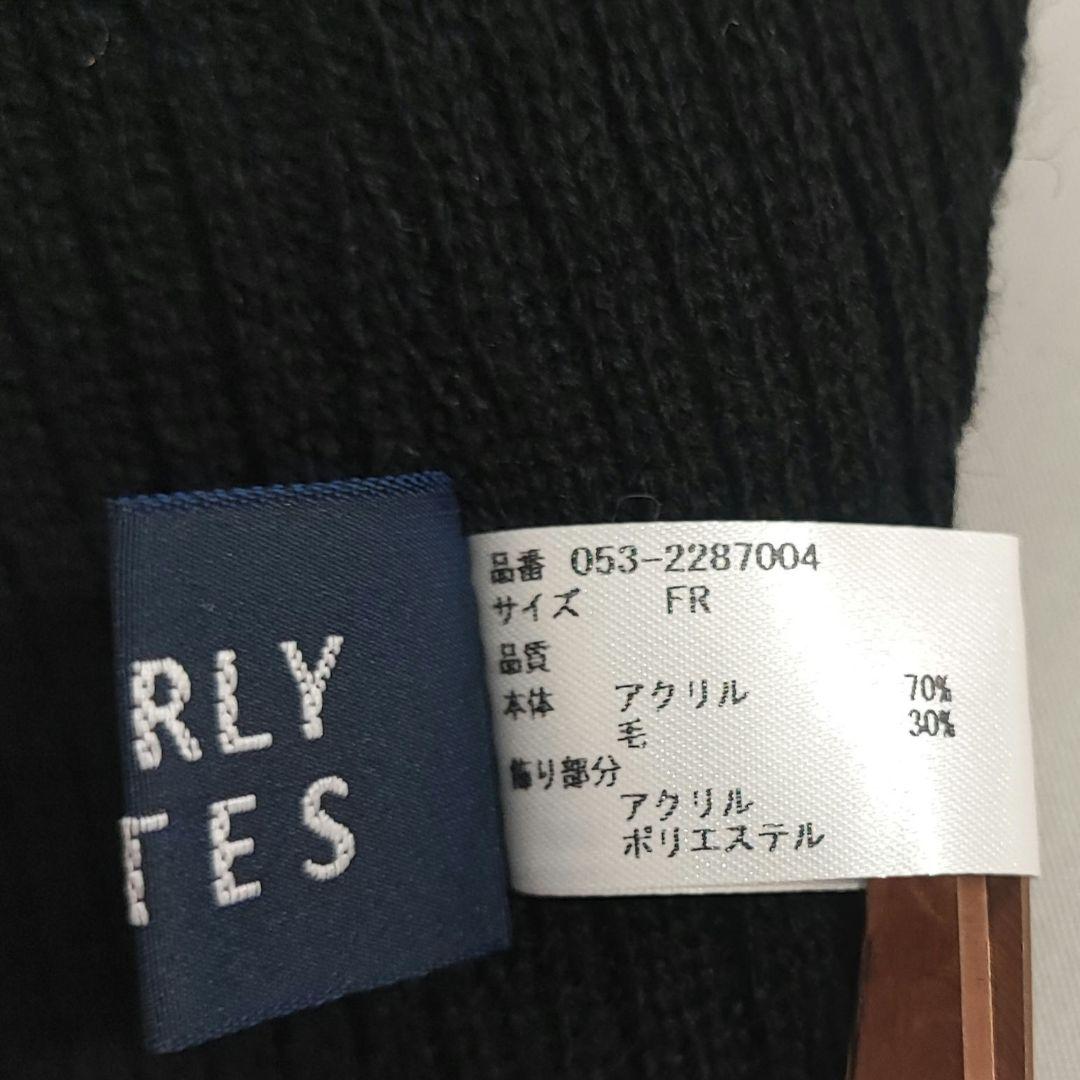 RLY
TES
品番 053-2287004
サイズ FR
品質
本体 アクリル 70%
毛 30%
飾り部分
アクリル
ポリエステル